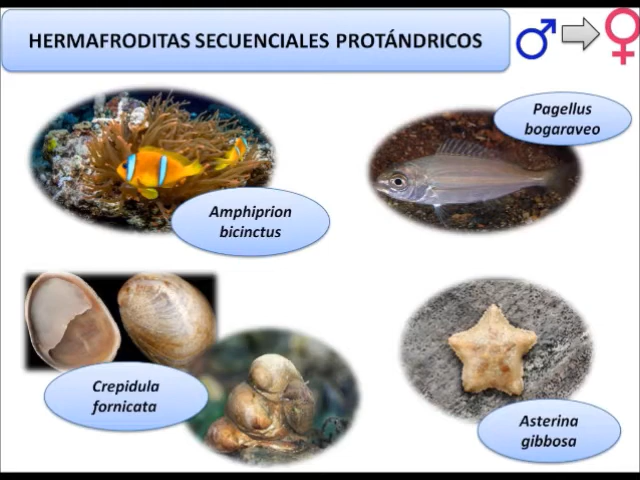 HERMAFRODITAS SECUENCIALES PROTÁNDRICOS
Pagellus
bogaraveo
Amphiprion
bicinctus
Crepidula
fornicata
Asterina
gibbosa